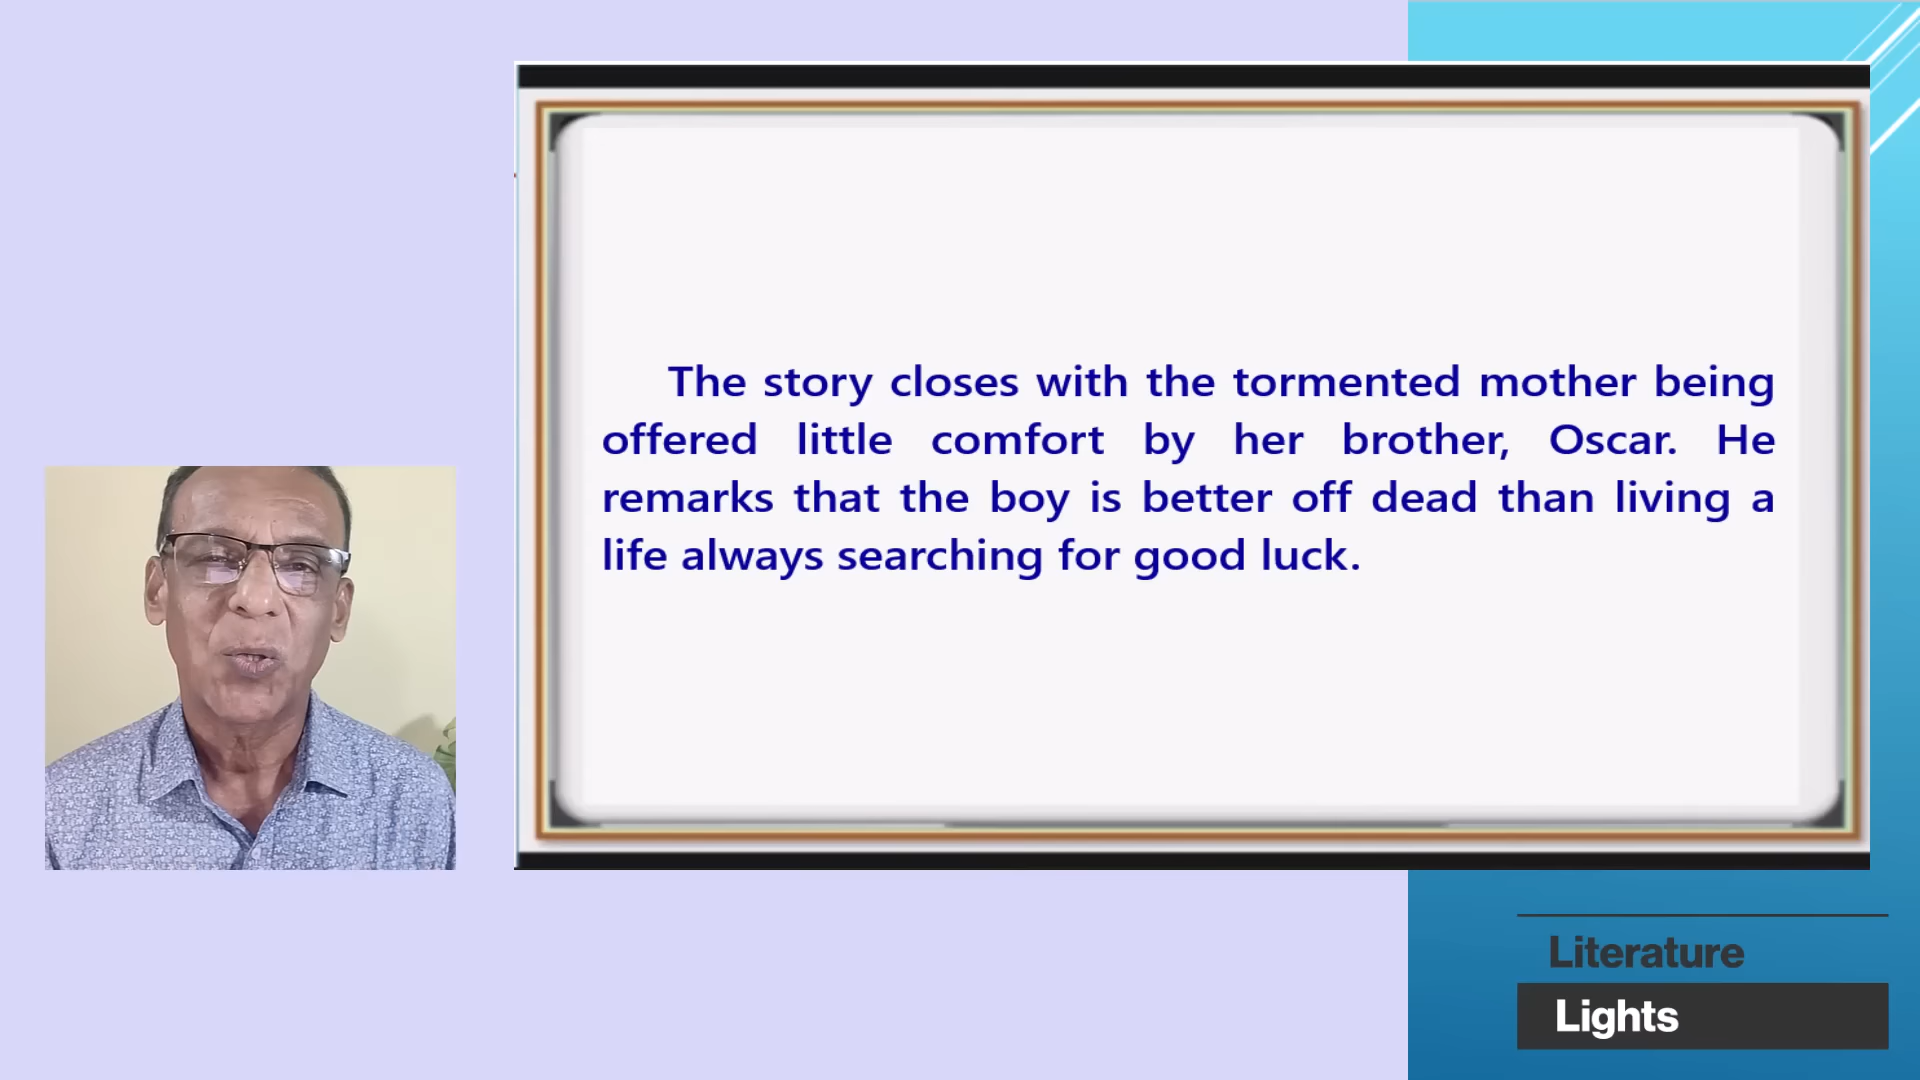 The story closes with the tormented mother being
offered little comfort by her brother, Oscar. He
remarks that the boy is better off dead than living a
life always searching for good luck.
Literature
Lights